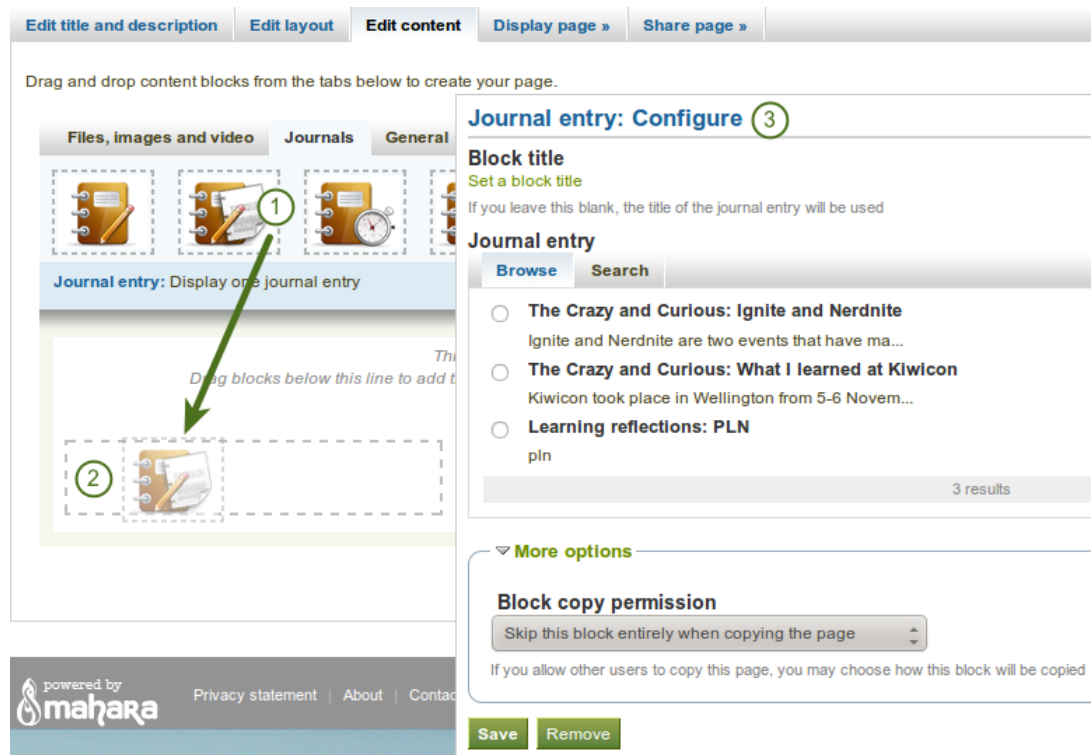 Edit title and description Edit layout Edit content Display page » Share page »
Drag and drop content blocks from the tabs below to create your page.
Files, images and video Journals General
1
Journal entry: Display one journal entry
Drag blocks below this line to add
2
Journal entry: Configure 3
Block title
Set a block title
If you leave this blank, the title of the journal entry will be used
Journal entry
Browse Search
The Crazy and Curious: Ignite and Nerdnite
Ignite and Nerdnite are two events that have ma...
The Crazy and Curious: What I learned at Kiwicon
Kiwicon took place in Wellington from 5-6 Novem...
Learning reflections: PLN
pln
3 results
More options
Block copy permission
Skip this block entirely when copying the page
If you allow other users to copy this page, you may choose how this block will be copied
Save Remove
powered by
mahara
Privacy statement | About |